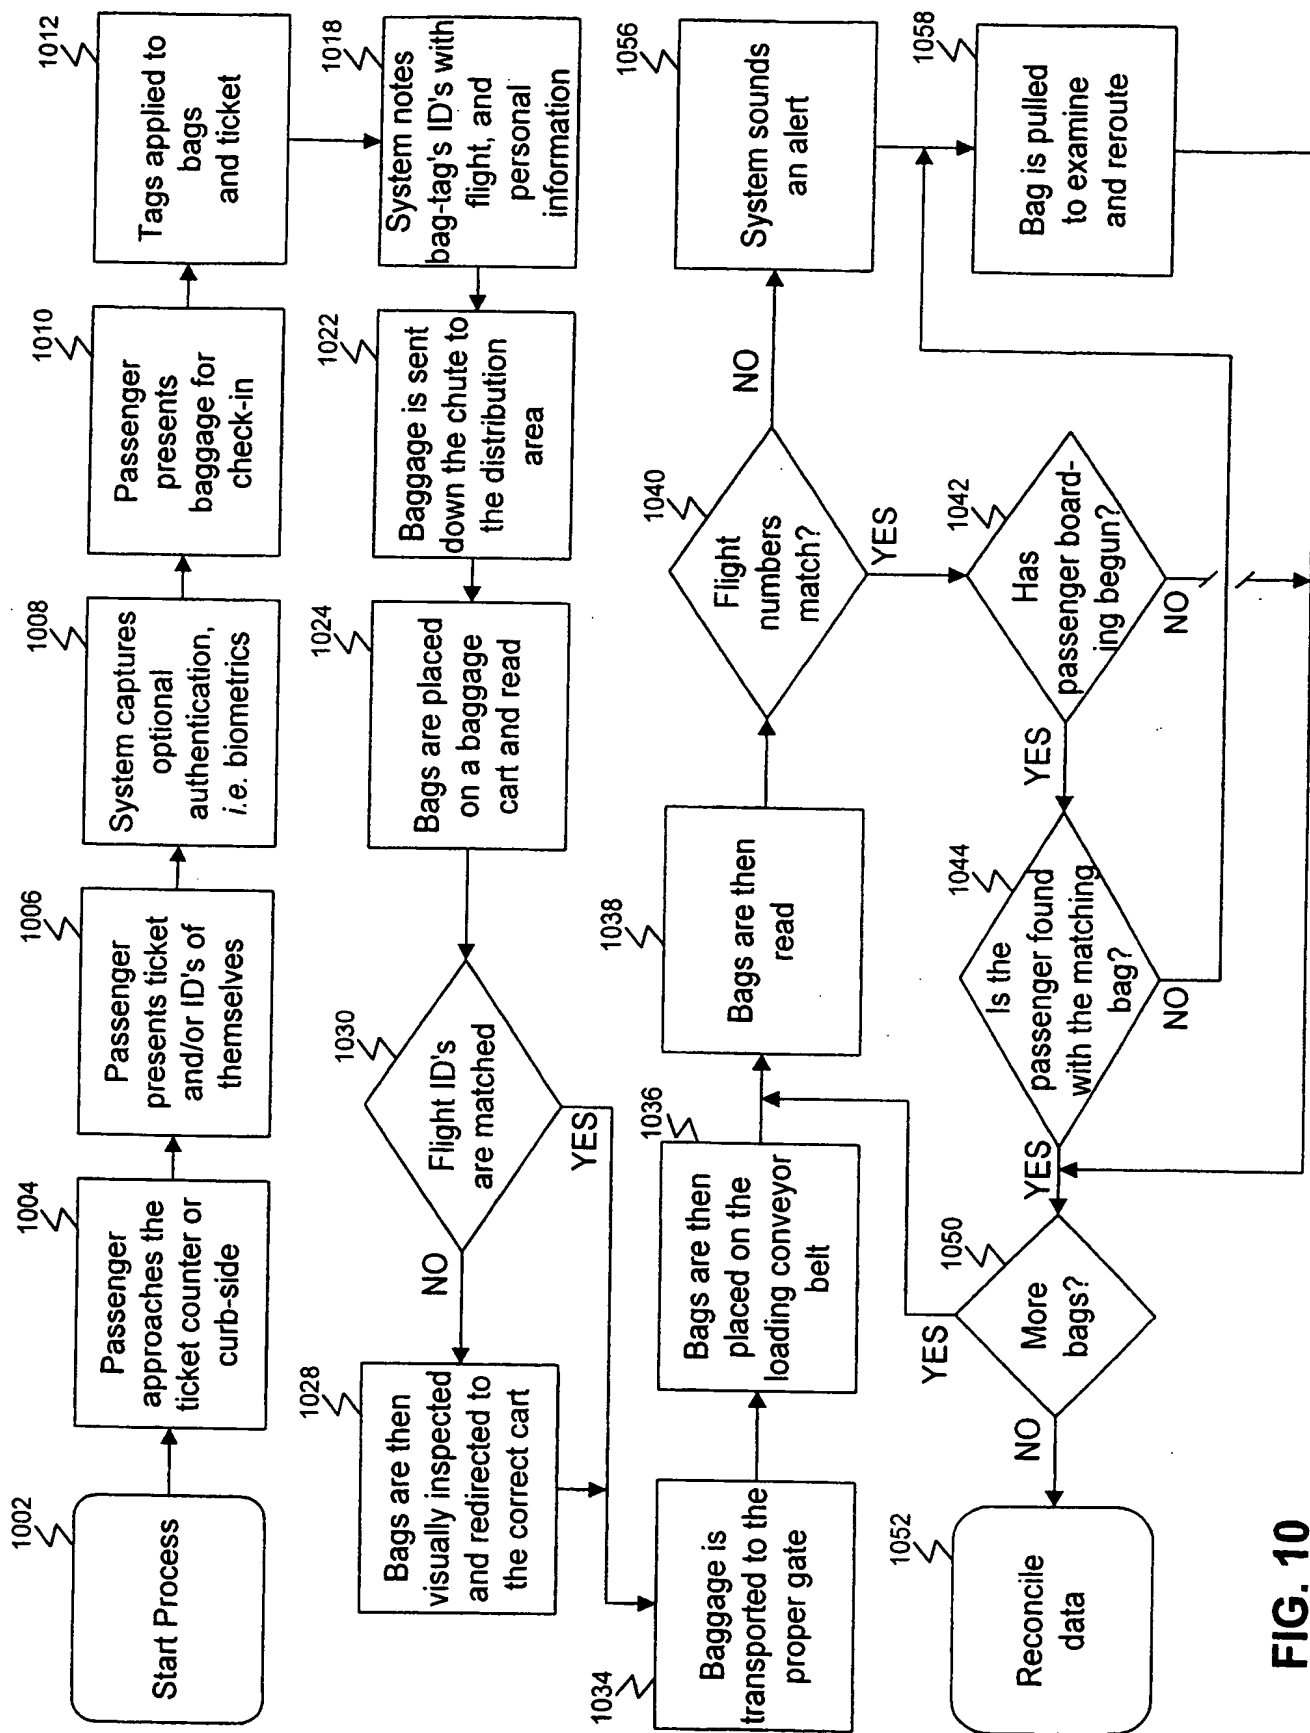 1002
Start Process
1004
Passenger
approaches the
ticket counter or
curb-side
1006
Passenger
presents ticket
and/or ID's of
themselves
1008
System captures
optional
authentication,
i.e. biometrics
1010
Passenger
presents
baggage for
check-in
1012
Tags applied to
bags
and ticket
1018
System notes
bag-tag's ID's with
flight, and
personal
information
1022
Baggage is sent
down the chute to
the distribution
area
1024
Bags are placed
on a baggage
cart and read
1030
Flight ID's
are matched
NO
YES
1028
Bags are then
visually inspected
and redirected to
the correct cart
1034
Baggage is
transported to the
proper gate
1036
Bags are then
placed on the
loading conveyor
belt
1038
Bags are then
read
1040
Flight
numbers
match?
NO
YES
1056
System sounds
an alert
1058
Bag is pulled
to examine
and reroute
1042
Has
passenger board-
ing begun?
YES
NO
1044
Is the
passenger found
with the matching
bag?
YES
NO
1050
More
bags?
YES
NO
1052
Reconcile
data
FIG. 10